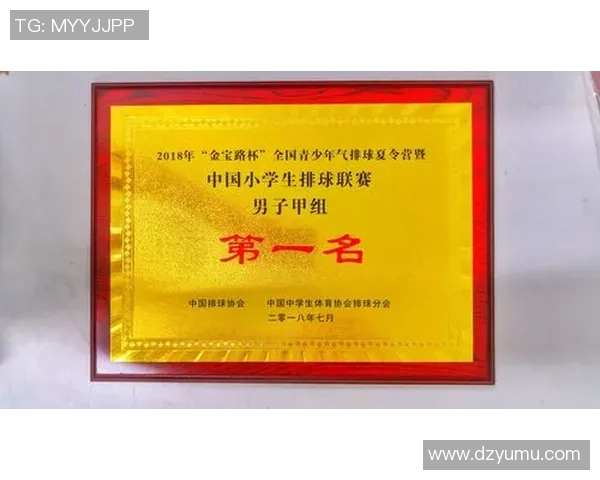 TG: MYYJJPP
2018年“金宝路杯”全国青少年气排球夏令营暨
中国小学生排球联赛
男子甲组
第一名
中国排球协会 中国中学生体育协会排球分会
二零一八年七月
www.dzyumu.com